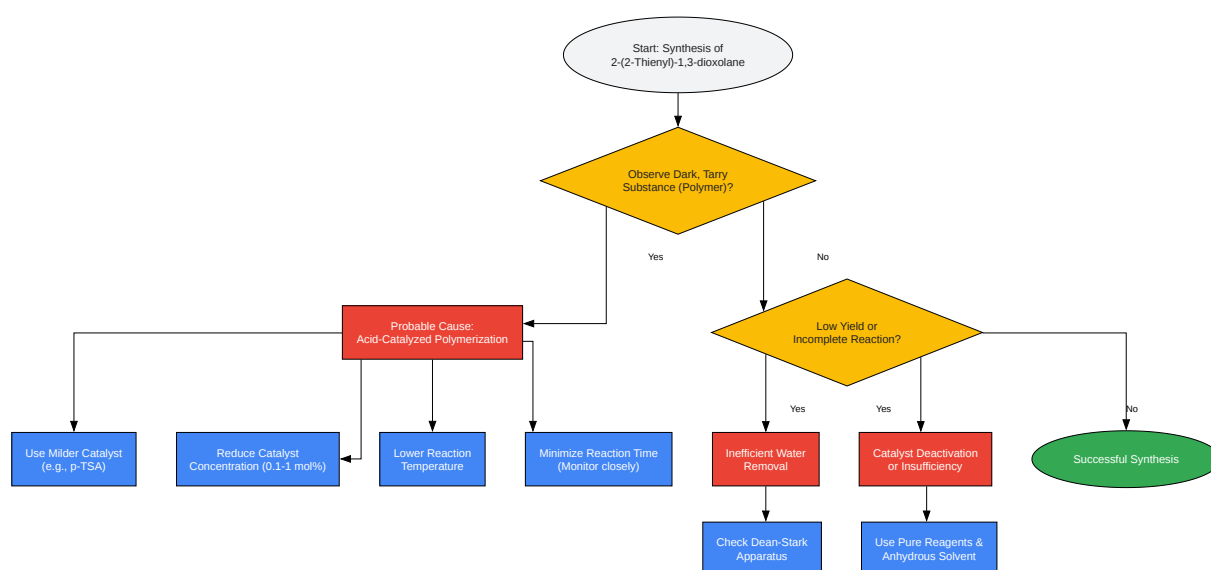 Start: Synthesis of
2-(2-Thienyl)-1,3-dioxolane
Observe Dark, Tarry
Substance (Polymer)?
Yes
No
Probable Cause:
Acid-Catalyzed Polymerization
Low Yield or
Incomplete Reaction?
Yes
Yes
No
Use Milder Catalyst
(e.g., p-TSA)
Reduce Catalyst
Concentration (0.1-1 mol%)
Lower Reaction
Temperature
Minimize Reaction Time
(Monitor closely)
Inefficient Water
Removal
Catalyst Deactivation
or Insufficiency
Successful Synthesis
Check Dean-Stark
Apparatus
Use Pure Reagents &
Anhydrous Solvent